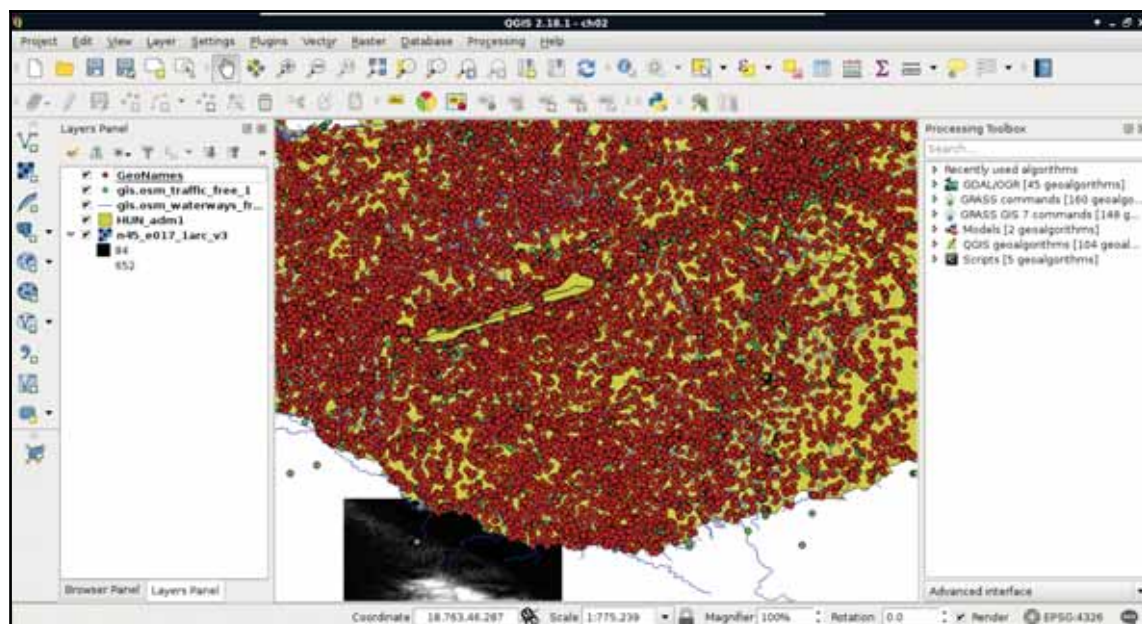 QGIS 2.18.1 - ch02
Project Edit View Layer Settings Plugins Vector Raster Database Processing Help
Layers Panel
GeoNames
gis.osm_traffic_free_1
gis.osm_waterways_fr...
HUN_adm1
n45_e017_1arc_v3
84
652
Browser Panel Layers Panel
Processing Toolbox
Search...
Recently used algorithms
GDAL/OGR [45 geoalgorithms]
GRASS commands [160 geoalgo...
GRASS GIS 7 commands [148 g...
Models [2 geoalgorithms]
QGIS geoalgorithms [104 geoal...
Scripts [5 geoalgorithms]
Advanced interface
Coordinate 18.763,46.287 Scale 1:775.239 Magnifier 100% Rotation 0.0 Render EPSG:4326